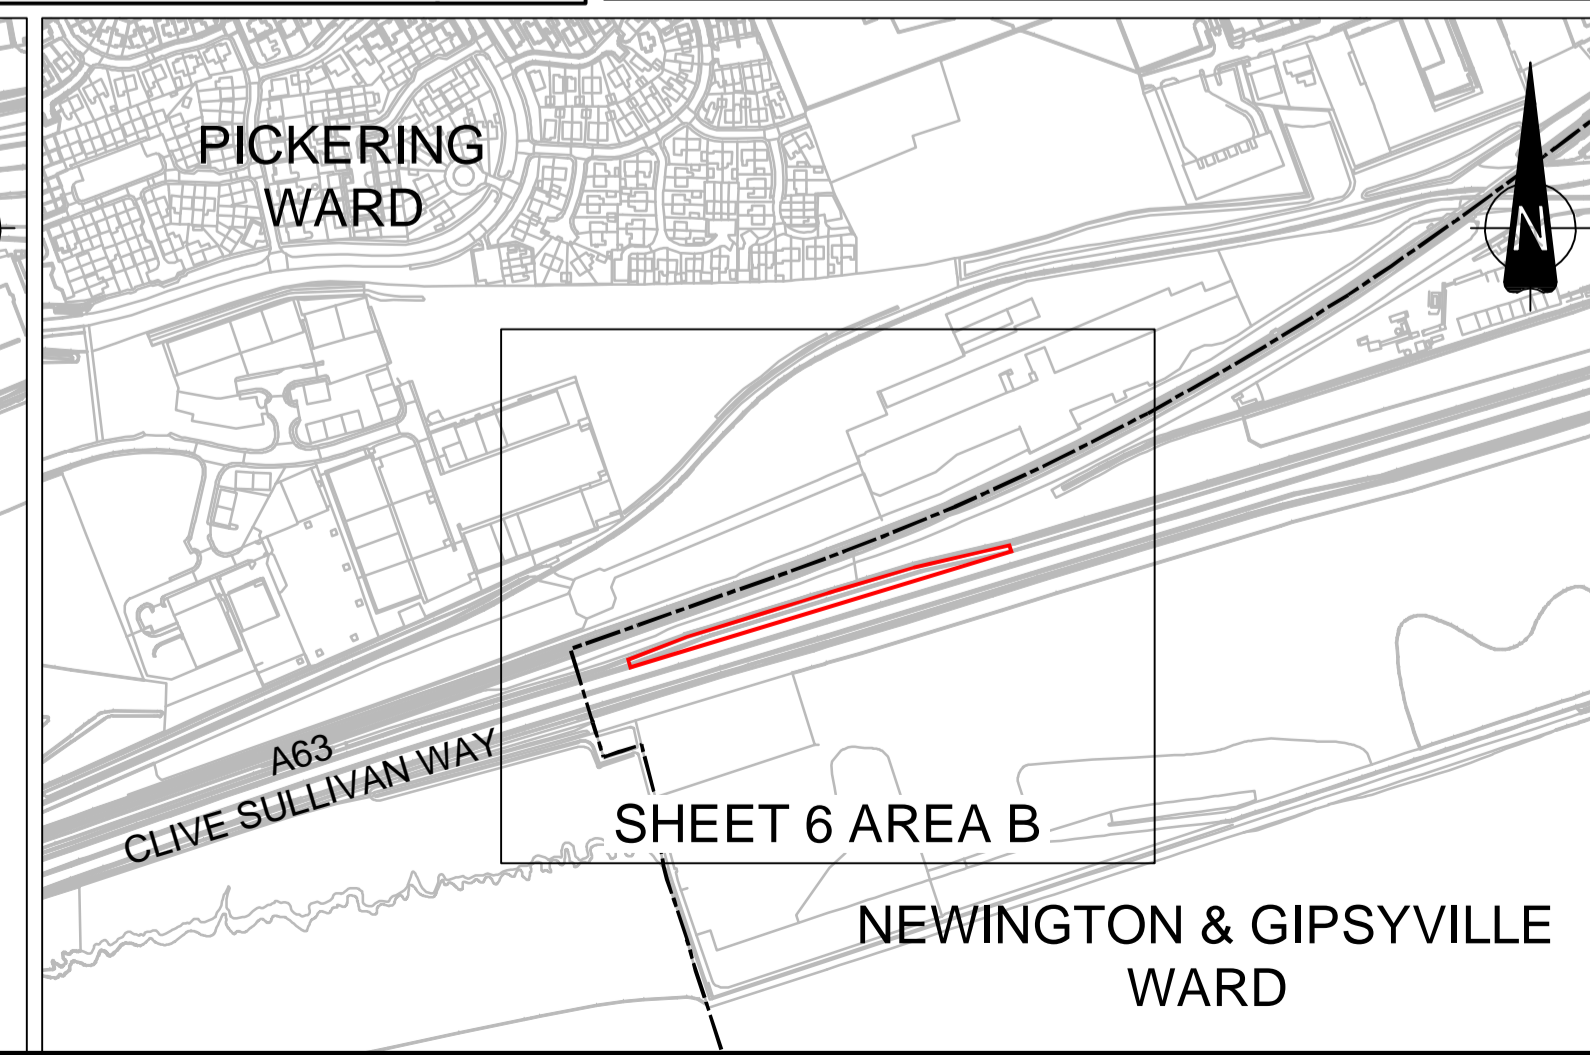 PICKERING
WARD
N
A63
CLIVE SULLIVAN WAY
SHEET 6 AREA B
NEWINGTON & GIPSYVILLE
WARD